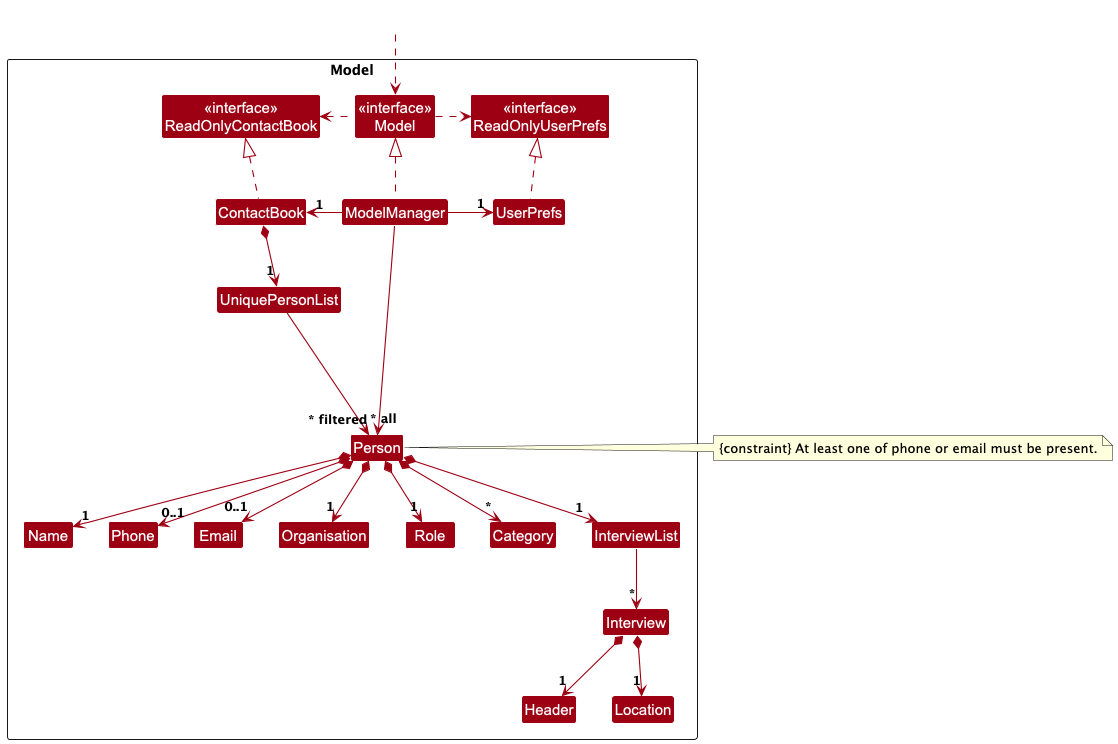 Model
«interface»
ReadOnlyContactBook
«interface»
Model
«interface»
ReadOnlyUserPrefs
ContactBook
1
ModelManager
1
UserPrefs
1
UniquePersonList
* filtered
* all
Person
{constraint} At least one of phone or email must be present.
1
0..1
0..1
1
1
*
1
Name
Phone
Email
Organisation
Role
Category
InterviewList
*
Interview
1
1
Header
Location